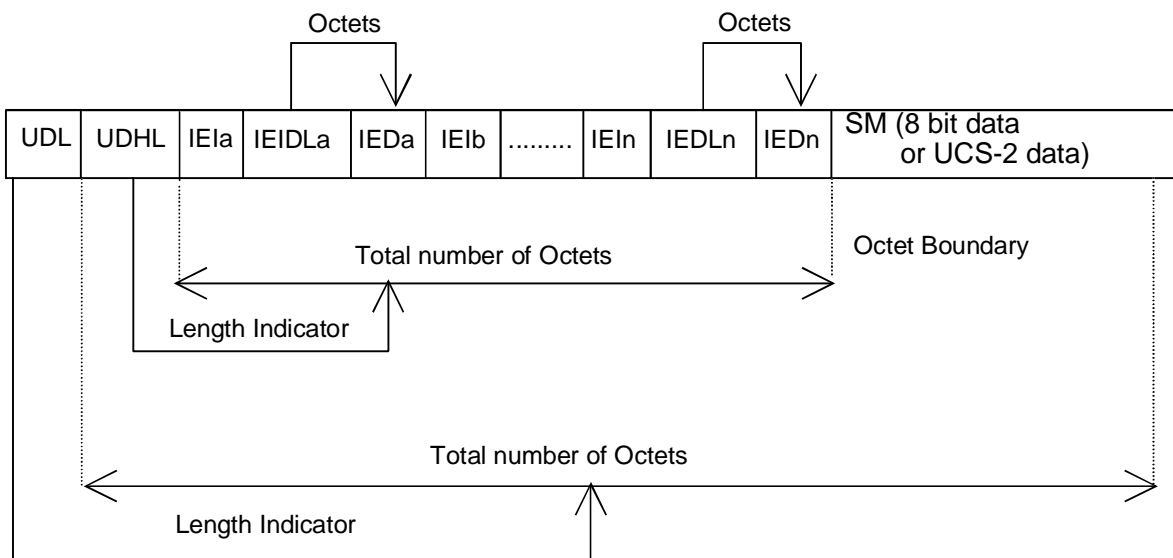 Octets Octets
UDL UDHL IEIa IEIDLa IEDa IEIb ......... IEIn IEDLn IEDn SM (8 bit data
or UCS-2 data)
Total number of Octets Octet Boundary
Length Indicator
Total number of Octets
Length Indicator